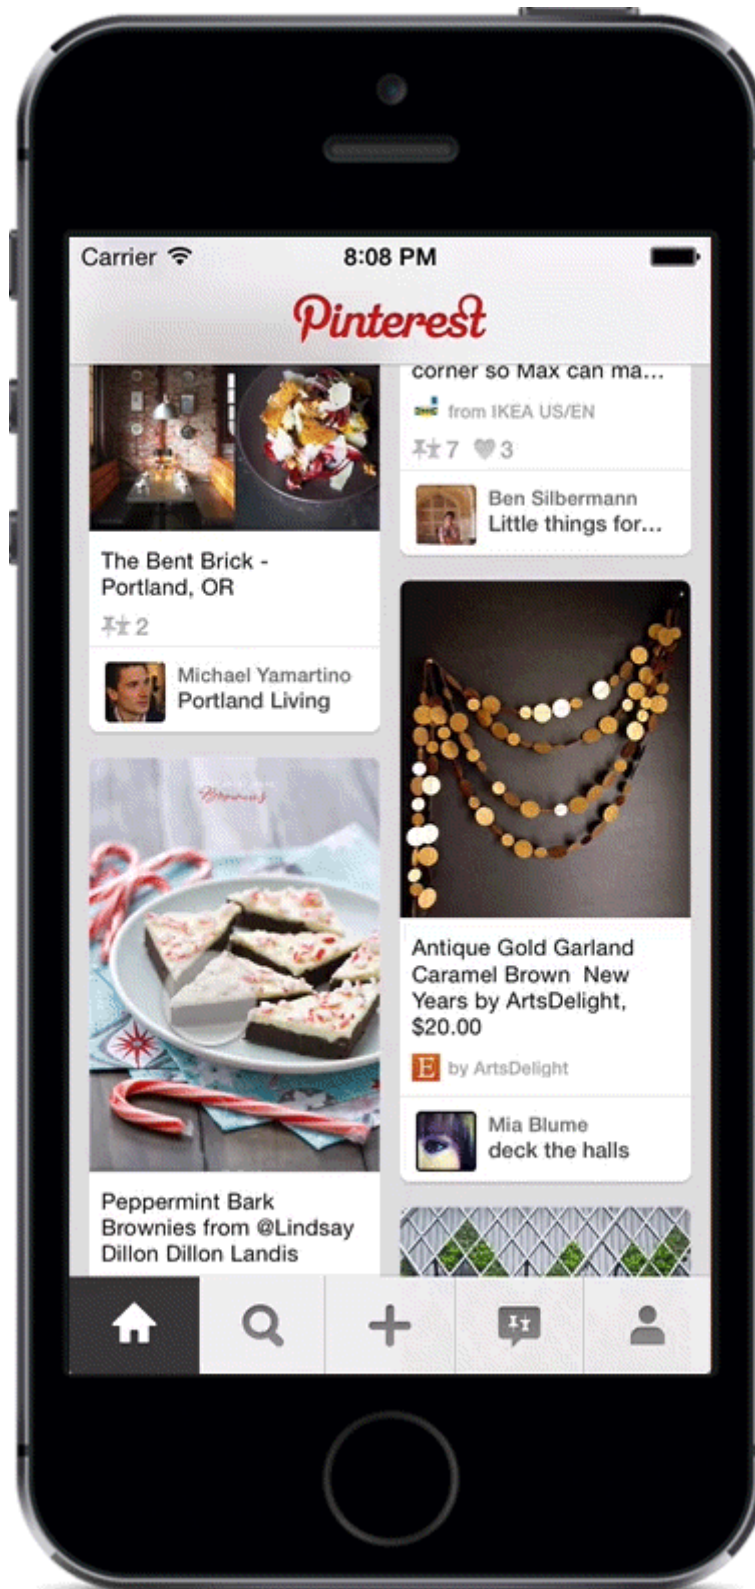 Carrier 8:08 PM
Pinterest
The Bent Brick -
Portland, OR
2
Michael Yamartino
Portland Living
Brownies
Peppermint Bark
Brownies from @Lindsay
Dillon Dillon Landis
corner so Max can ma...
from IKEA US/EN
7 3
Ben Silbermann
Little things for...
Antique Gold Garland
Caramel Brown New
Years by ArtsDelight,
$20.00
E by ArtsDelight
Mia Blume
deck the halls